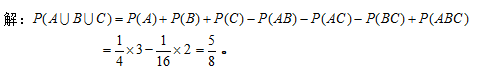 解：P(A∪B∪C) = P(A) + P(B) + P(C) − P(AB) − P(AC) − P(BC) + P(ABC)
= 1/4 × 3 − 1/16 × 2 = 5/8 。